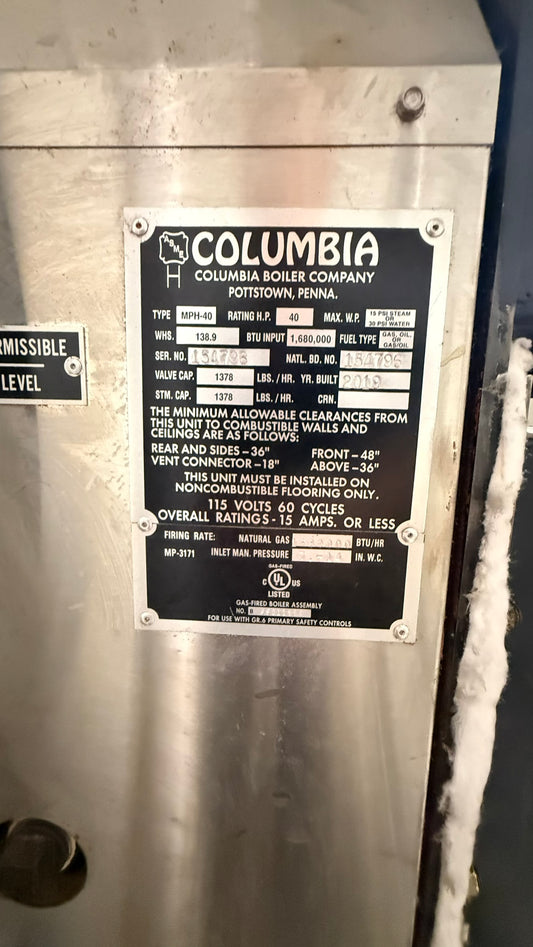 RMISSIBLE
LEVEL
ASME
H
COLUMBIA
COLUMBIA BOILER COMPANY
POTTSTOWN, PENNA.
TYPE MPH-40 RATING H.P. 40 MAX. W.P. 15 PSI STEAM OR 30 PSI WATER
WHS. 138.9 BTU INPUT 1,680,000 FUEL TYPE GAS, OIL, OR GAS/OIL
SER. NO. NATL. BD. NO. 154796
VALVE CAP. 1378 LBS./HR. YR. BUILT 2019
STM. CAP. 1378 LBS./HR. CRN.
THE MINIMUM ALLOWABLE CLEARANCES FROM
THIS UNIT TO COMBUSTIBLE WALLS AND
CEILINGS ARE AS FOLLOWS:
REAR AND SIDES-36" FRONT-48"
VENT CONNECTOR-18" ABOVE-36"
THIS UNIT MUST BE INSTALLED ON
NONCOMBUSTIBLE FLOORING ONLY.
115 VOLTS 60 CYCLES
OVERALL RATINGS-15 AMPS. OR LESS
FIRING RATE: NATURAL GAS BTU/HR
MP-3171 INLET MAN. PRESSURE IN. W.C.
GAS-FIRED
C UL US
LISTED
GAS-FIRED BOILER ASSEMBLY
NO.
FOR USE WITH GR.6 PRIMARY SAFETY CONTROLS